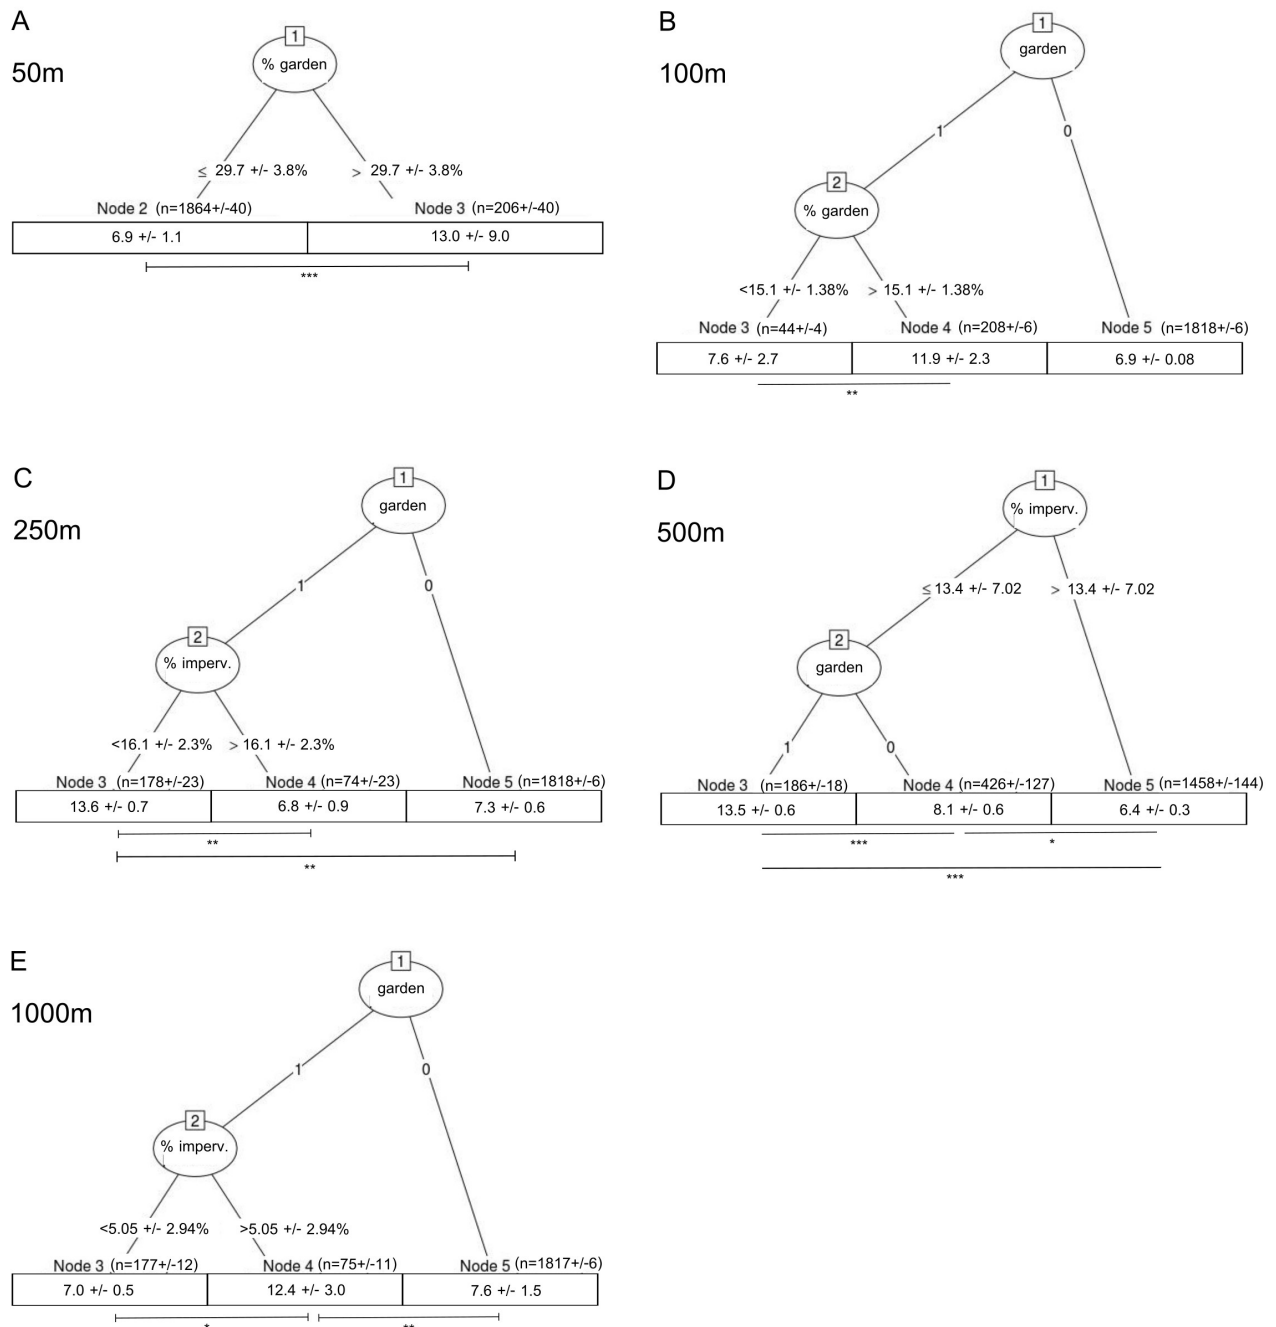 A
50m
1
% garden
≤ 29.7 +/- 3.8%
> 29.7 +/- 3.8%
Node 2 (n=1864+/-40)
Node 3 (n=206+/-40)
6.9 +/- 1.1
13.0 +/- 9.0
***
B
100m
1
garden
1
0
2
% garden
<15.1 +/- 1.38%
> 15.1 +/- 1.38%
Node 3 (n=44+/-4)
Node 4 (n=208+/-6)
Node 5 (n=1818+/-6)
7.6 +/- 2.7
11.9 +/- 2.3
6.9 +/- 0.08
**
C
250m
1
garden
1
0
2
% imperv.
<16.1 +/- 2.3%
> 16.1 +/- 2.3%
Node 3 (n=178+/-23)
Node 4 (n=74+/-23)
Node 5 (n=1818+/-6)
13.6 +/- 0.7
6.8 +/- 0.9
7.3 +/- 0.6
**
**
D
500m
1
% imperv.
≤ 13.4 +/- 7.02
> 13.4 +/- 7.02
2
garden
1
0
Node 3 (n=186+/-18)
Node 4 (n=426+/-127)
Node 5 (n=1458+/-144)
13.5 +/- 0.6
8.1 +/- 0.6
6.4 +/- 0.3
***
*
***
E
1000m
1
garden
1
0
2
% imperv.
<5.05 +/- 2.94%
>5.05 +/- 2.94%
Node 3 (n=177+/-12)
Node 4 (n=75+/-11)
Node 5 (n=1817+/-6)
7.0 +/- 0.5
12.4 +/- 3.0
7.6 +/- 1.5
*
**